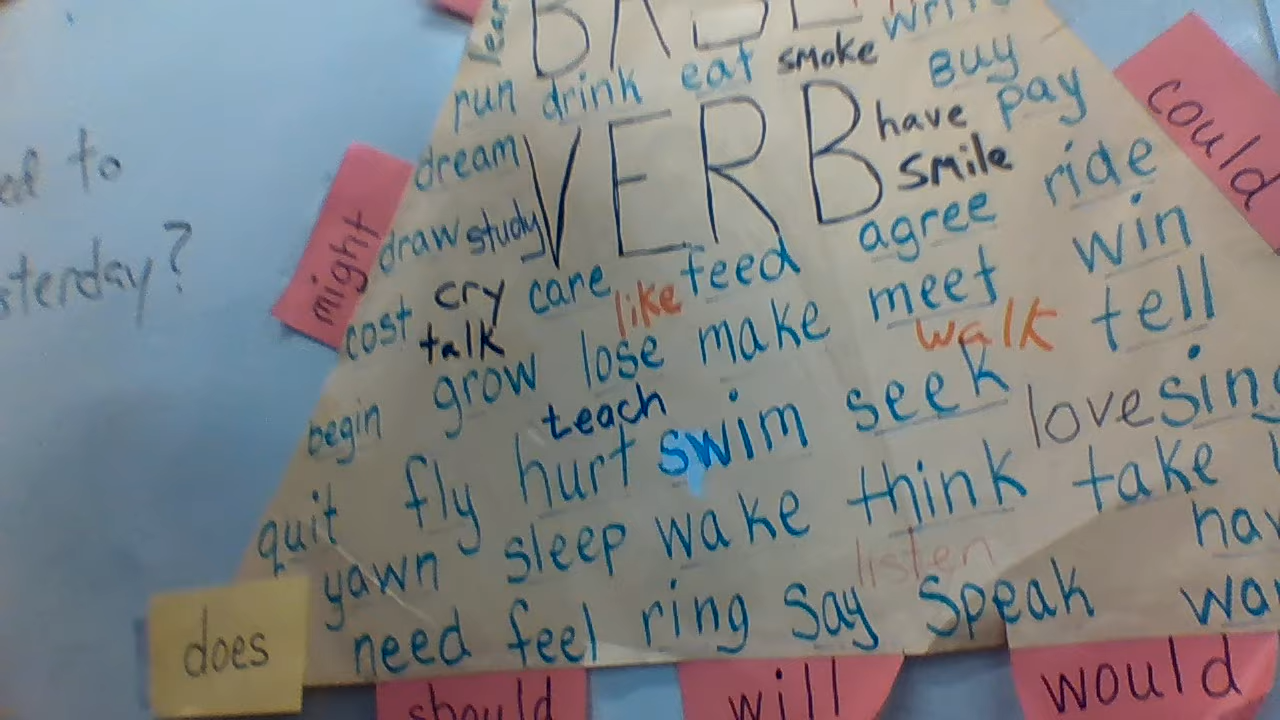 BASE
run drink eat smoke
Buy
VERB
have pay
could
to
dream
smile
ride
might
draw study
agree
win
cost cry care like feed
meet
walk tell
talk
grow lose make
begin
teach
seek
love
quit fly hurt swim
think take
yawn sleep wake
listen
need feel ring say speak
does
should will would